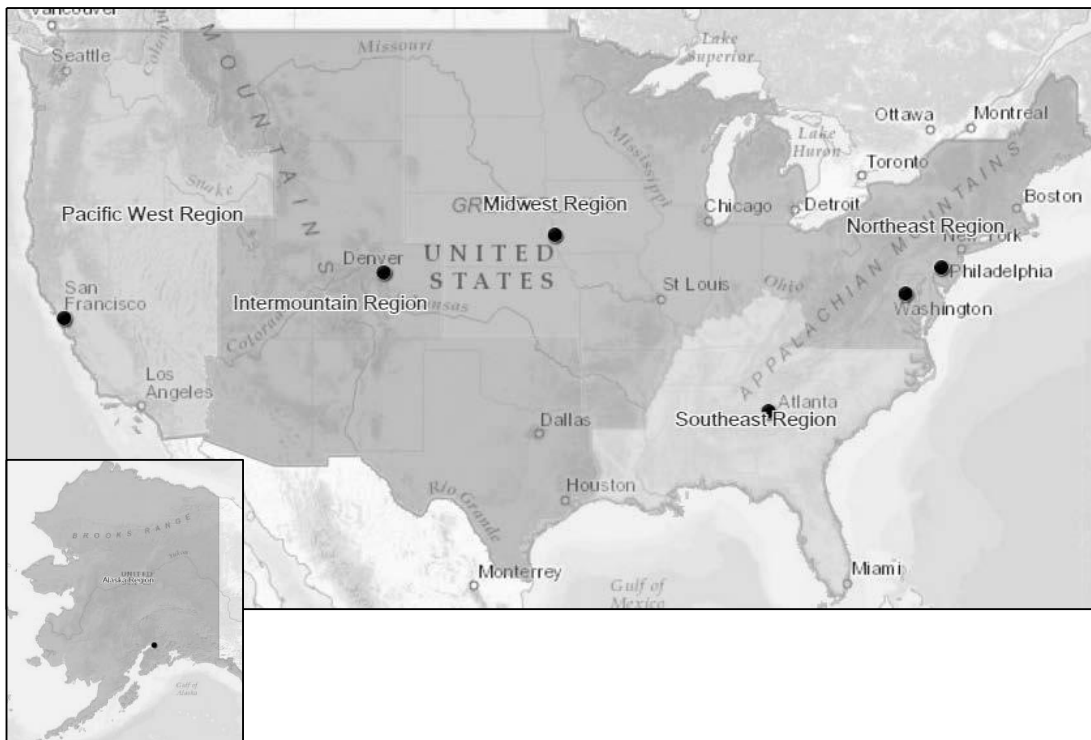 Vancouver
Seattle
Columbia
MOUNTAINS
Missouri
Lake
Superior
Ottawa
Montreal
Lake
Huron
Toronto
Mississippi
Snake
Pacific West Region
Midwest Region
Chicago
Detroit
Boston
Northeast Region
New York
APPALACHIAN MOUNTAINS
UNITED
STATES
Denver
Philadelphia
San
Francisco
Intermountain Region
St Louis
Ohio
Washington
Colorado
Los
Angeles
Atlanta
Southeast Region
Dallas
Rio Grande
Houston
Monterrey
Gulf of
Mexico
Miami
BROOKS RANGE
UNITED
Alaska Region
Gulf of
Alaska